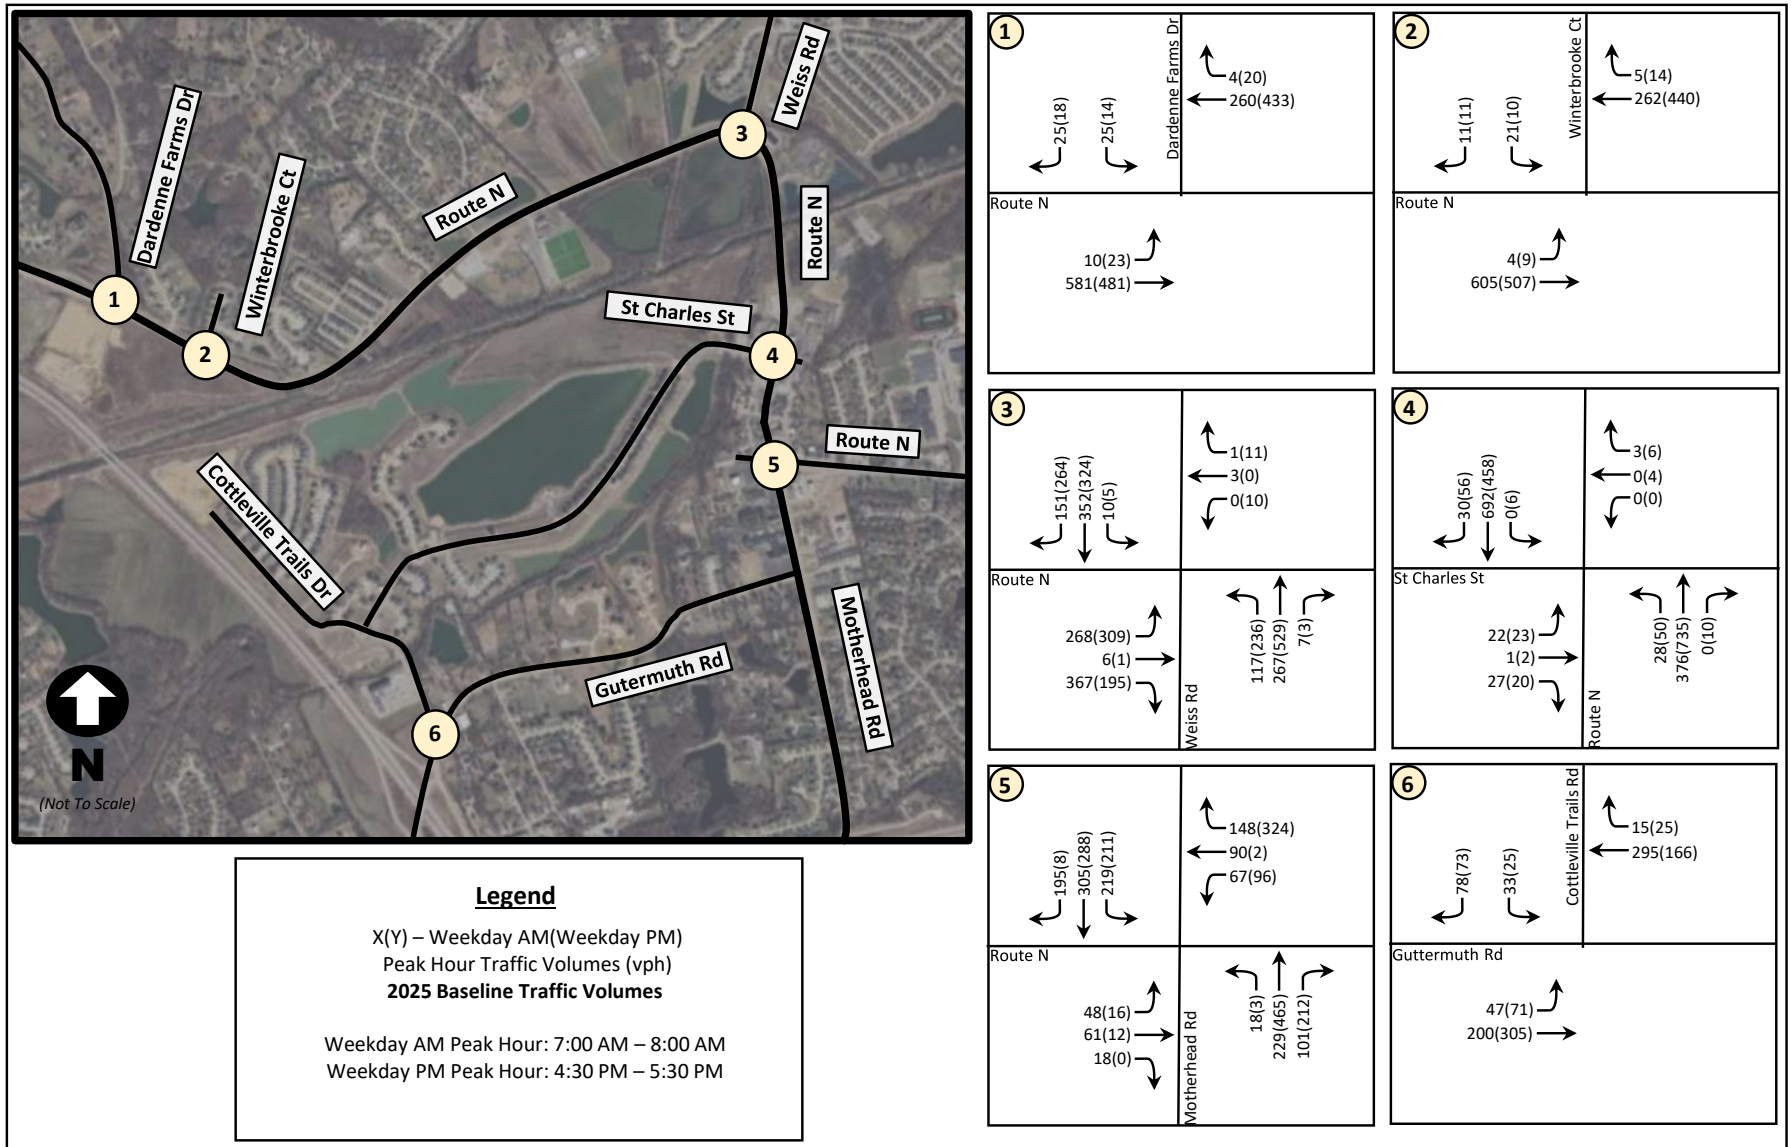 Weiss Rd
3
Dardenne Farms Dr
Winterbrooke Ct
Route N
Route N
1
2
St Charles St
4
Route N
5
Cottleville Trails Dr
Motherhead Rd
Gutermuth Rd
6
N
(Not To Scale)
Legend
X(Y) – Weekday AM(Weekday PM)
Peak Hour Traffic Volumes (vph)
2025 Baseline Traffic Volumes
Weekday AM Peak Hour: 7:00 AM – 8:00 AM
Weekday PM Peak Hour: 4:30 PM – 5:30 PM
1
Dardenne Farms Dr
25(18)
25(14)
4(20)
260(433)
Route N
10(23)
581(481)
2
Winterbrooke Ct
11(11)
21(10)
5(14)
262(440)
Route N
4(9)
605(507)
3
151(264)
352(324)
10(5)
1(11)
3(0)
0(10)
Route N
268(309)
6(1)
367(195)
Weiss Rd
117(236)
267(529)
7(3)
4
30(56)
692(458)
0(6)
3(6)
0(4)
0(0)
St Charles St
22(23)
1(2)
27(20)
Route N
28(50)
376(735)
0(10)
5
195(8)
305(288)
219(211)
148(324)
90(2)
67(96)
Route N
48(16)
61(12)
18(0)
Motherhead Rd
18(3)
229(465)
101(212)
6
Cottleville Trails Rd
78(73)
33(25)
15(25)
295(166)
Guttermuth Rd
47(71)
200(305)